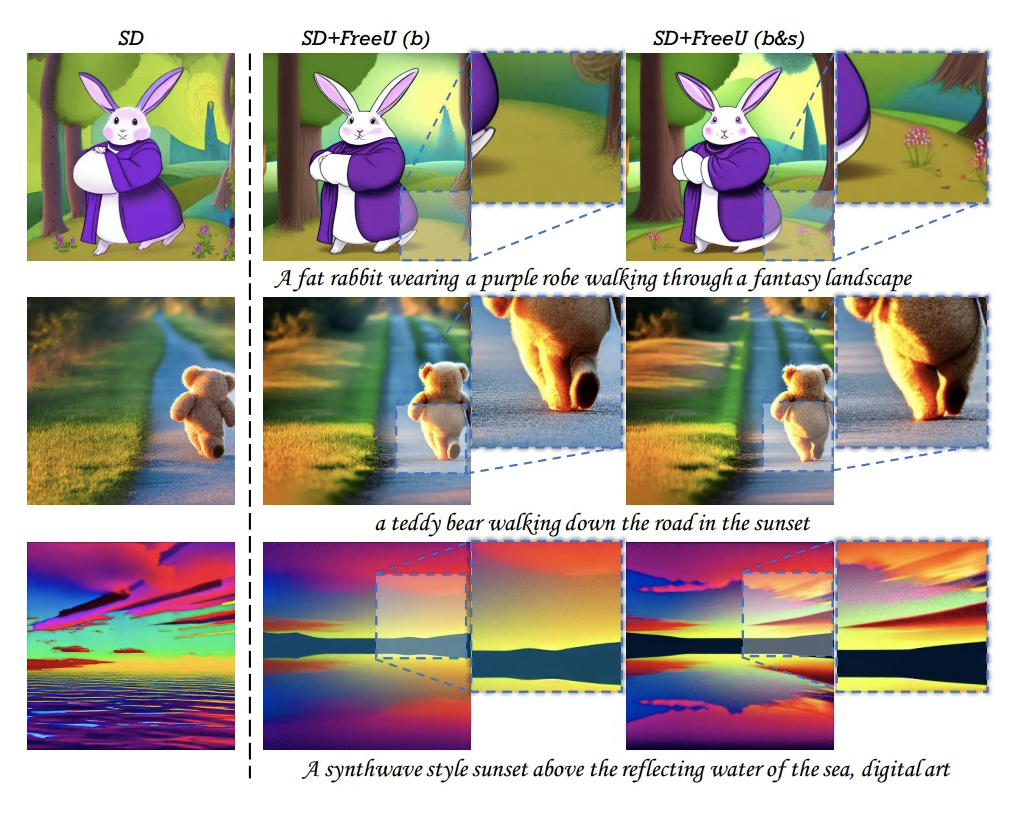 SD
SD+FreeU (b)
SD+FreeU (b&s)
A fat rabbit wearing a purple robe walking through a fantasy landscape
a teddy bear walking down the road in the sunset
A synthwave style sunset above the reflecting water of the sea, digital art